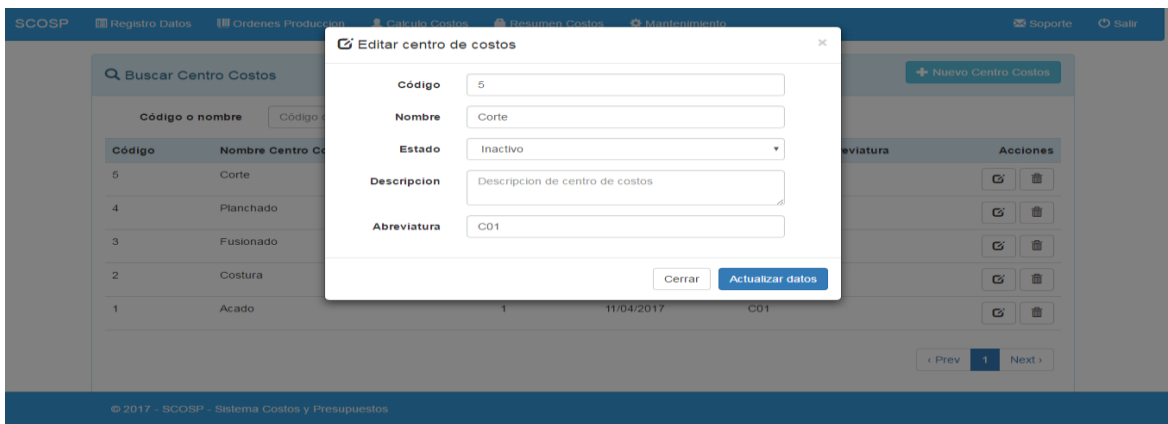 SCOSP Registro Datos Ordenes Produccion Calculo Costos Resumen Costos Mantenimiento Soporte Salir
Editar centro de costos ×
Buscar Centro Costos
Nuevo Centro Costos
Código 5
Código o nombre Código
Nombre Corte
Código Nombre Centro Acciones
Estado Inactivo
5 Corte
Descripcion Descripcion de centro de costos
4 Planchado
Abreviatura C01
3 Fusionado
2 Costura
Cerrar Actualizar datos
1 Acado 1 11/04/2017 C01
‹ Prev 1 Next ›
© 2017 - SCOSP - Sistema Costos y Presupuestos